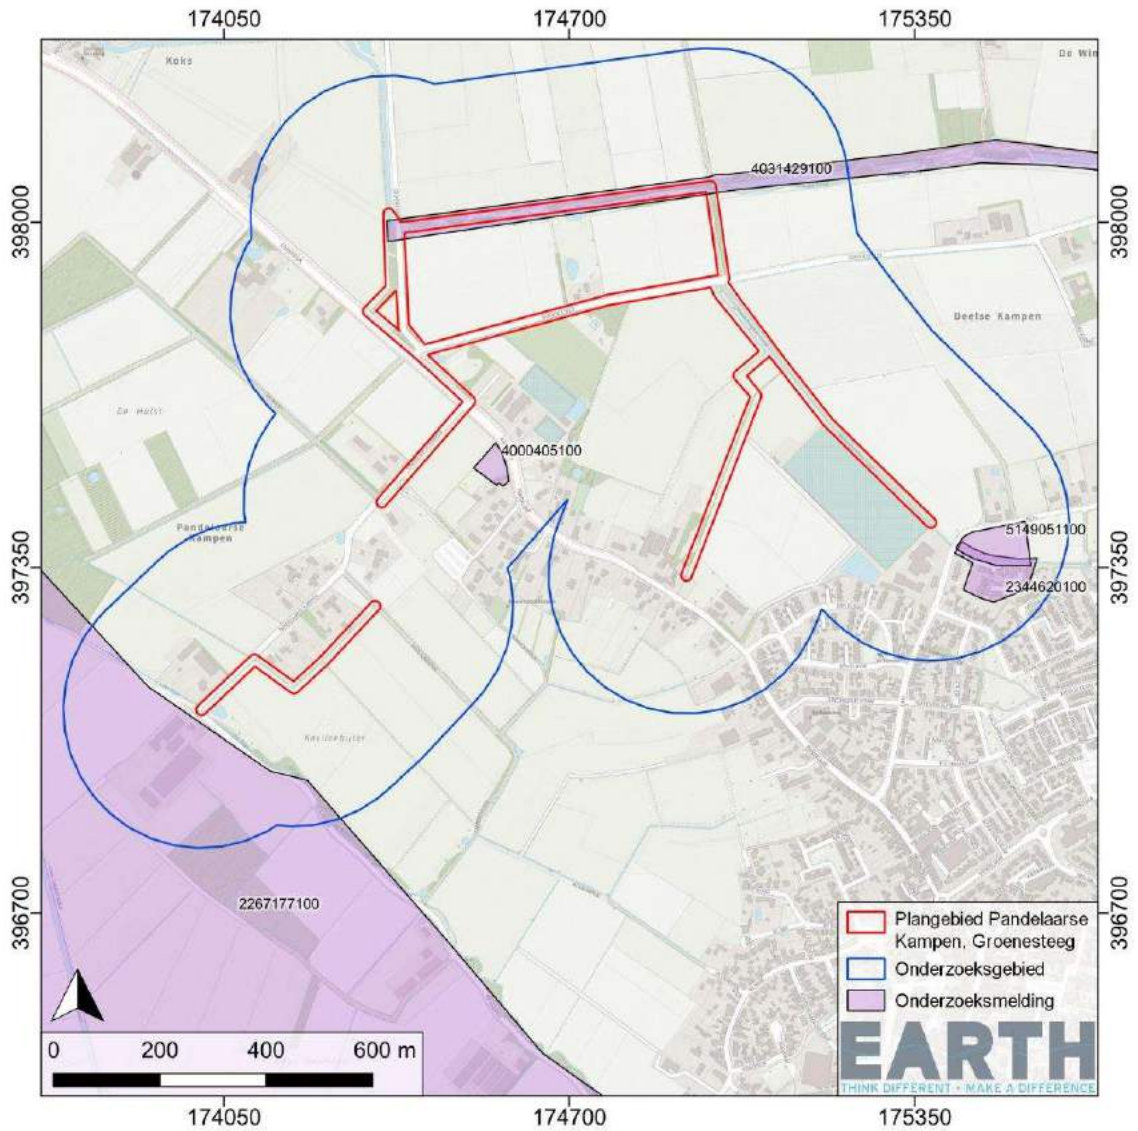 174050 174700 175350
Koks
De Win
398000
398000
4031429100
Deelse Kampen
De Hulst
4000405100
Pandelaarse
Kampen
5149051100
397350
397350
2344620100
2267177100
396700
396700
Plangebied Pandelaarse
Kampen, Groenesteeg
Onderzoeksgebied
Onderzoeksmelding
EARTH
THINK DIFFERENT - MAKE A DIFFERENCE
0 200 400 600 m
174050 174700 175350